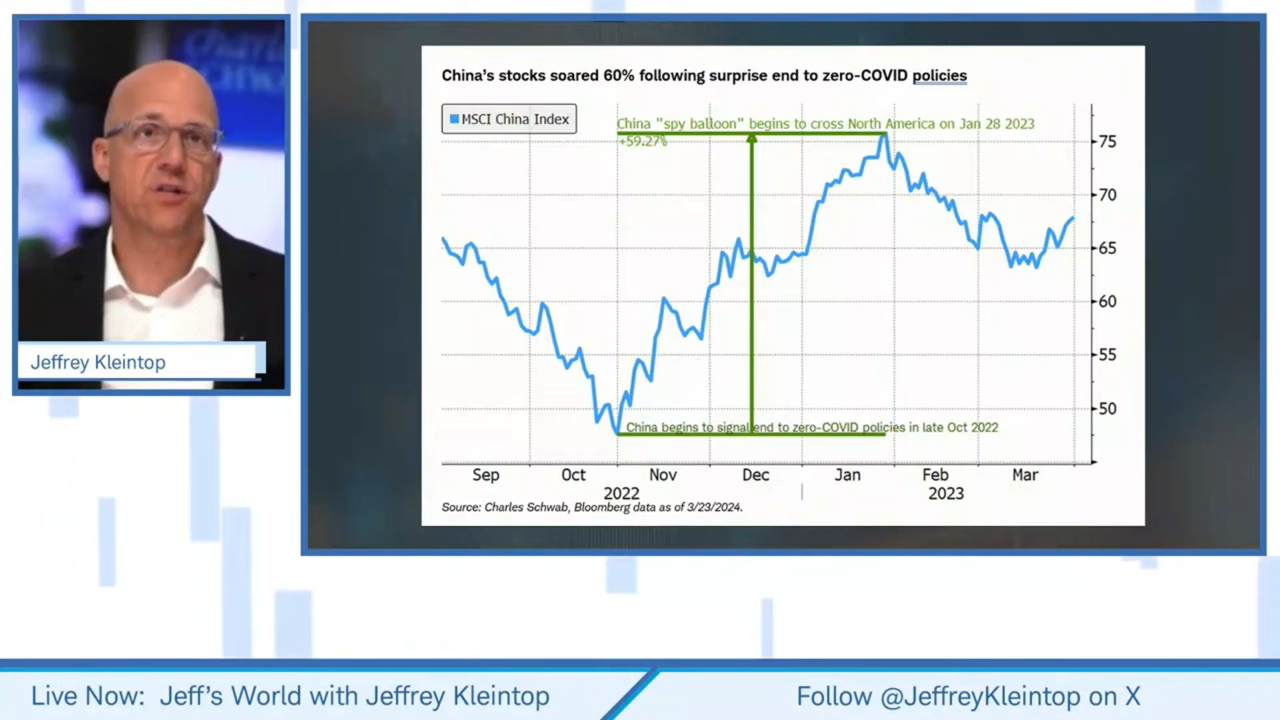 Jeffrey Kleintop
China's stocks soared 60% following surprise end to zero-COVID policies
MSCI China Index
China "spy balloon" begins to cross North America on Jan 28 2023
+59.27%
75
70
65
60
55
50
China begins to signal end to zero-COVID policies in late Oct 2022
Sep Oct Nov Dec Jan Feb Mar
2022 2023
Source: Charles Schwab, Bloomberg data as of 3/23/2024.
Live Now: Jeff's World with Jeffrey Kleintop
Follow @JeffreyKleintop on X